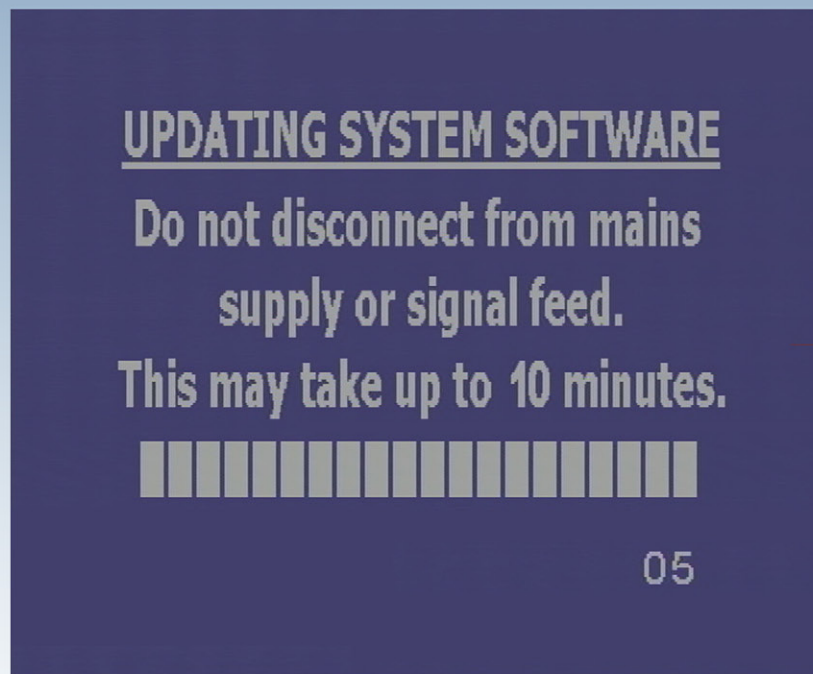 UPDATING SYSTEM SOFTWARE
Do not disconnect from mains
supply or signal feed.
This may take up to 10 minutes.
05